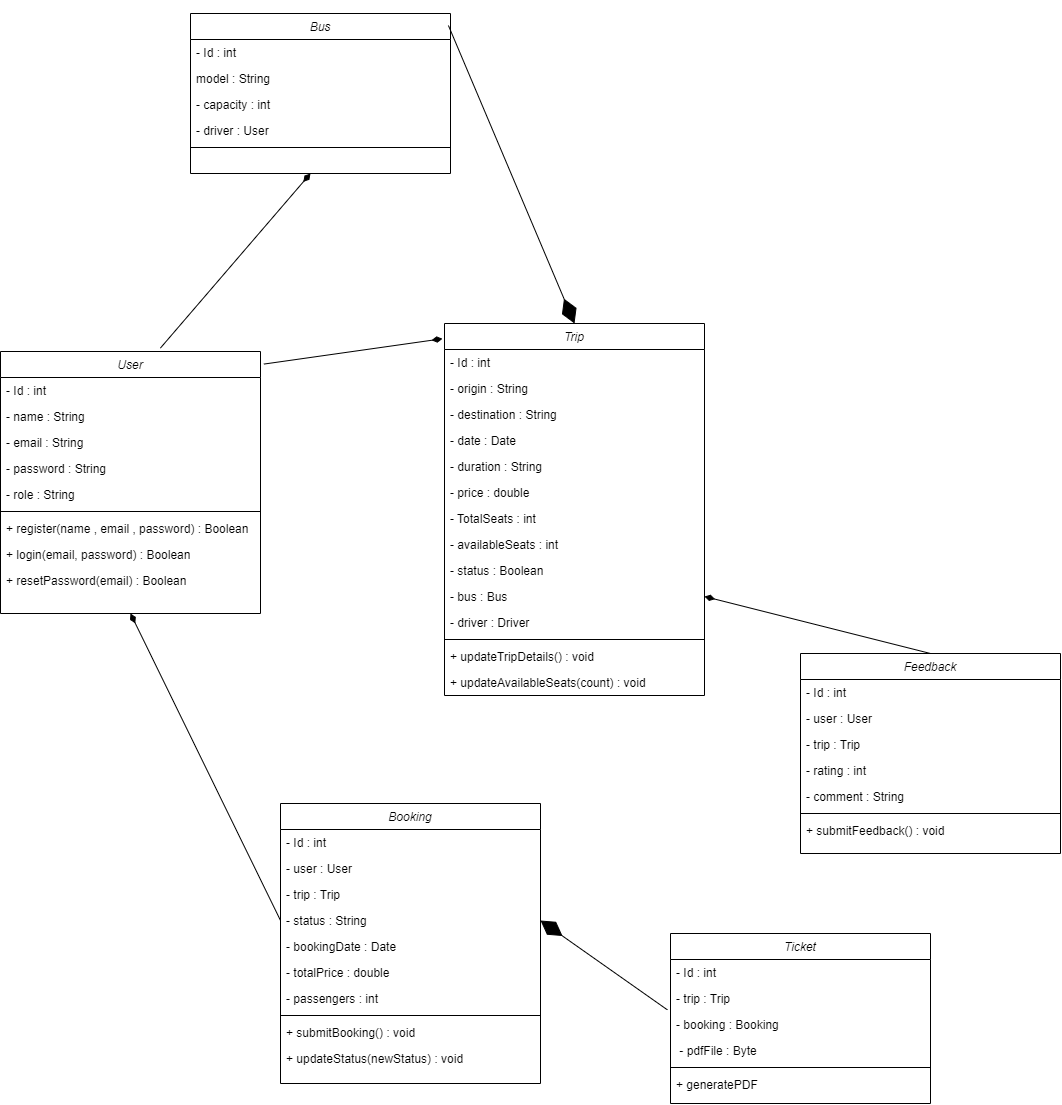 Bus
- Id : int
model : String
- capacity : int
- driver : User
Trip
- Id : int
- origin : String
- destination : String
- date : Date
- duration : String
- price : double
- TotalSeats : int
- availableSeats : int
- status : Boolean
- bus : Bus
- driver : Driver
+ updateTripDetails() : void
+ updateAvailableSeats(count) : void
User
- Id : int
- name : String
- email : String
- password : String
- role : String
+ register(name , email , password) : Boolean
+ login(email, password) : Boolean
+ resetPassword(email) : Boolean
Feedback
- Id : int
- user : User
- trip : Trip
- rating : int
- comment : String
+ submitFeedback() : void
Booking
- Id : int
- user : User
- trip : Trip
- status : String
- bookingDate : Date
- totalPrice : double
- passengers : int
+ submitBooking() : void
+ updateStatus(newStatus) : void
Ticket
- Id : int
- trip : Trip
- booking : Booking
- pdfFile : Byte
+ generatePDF